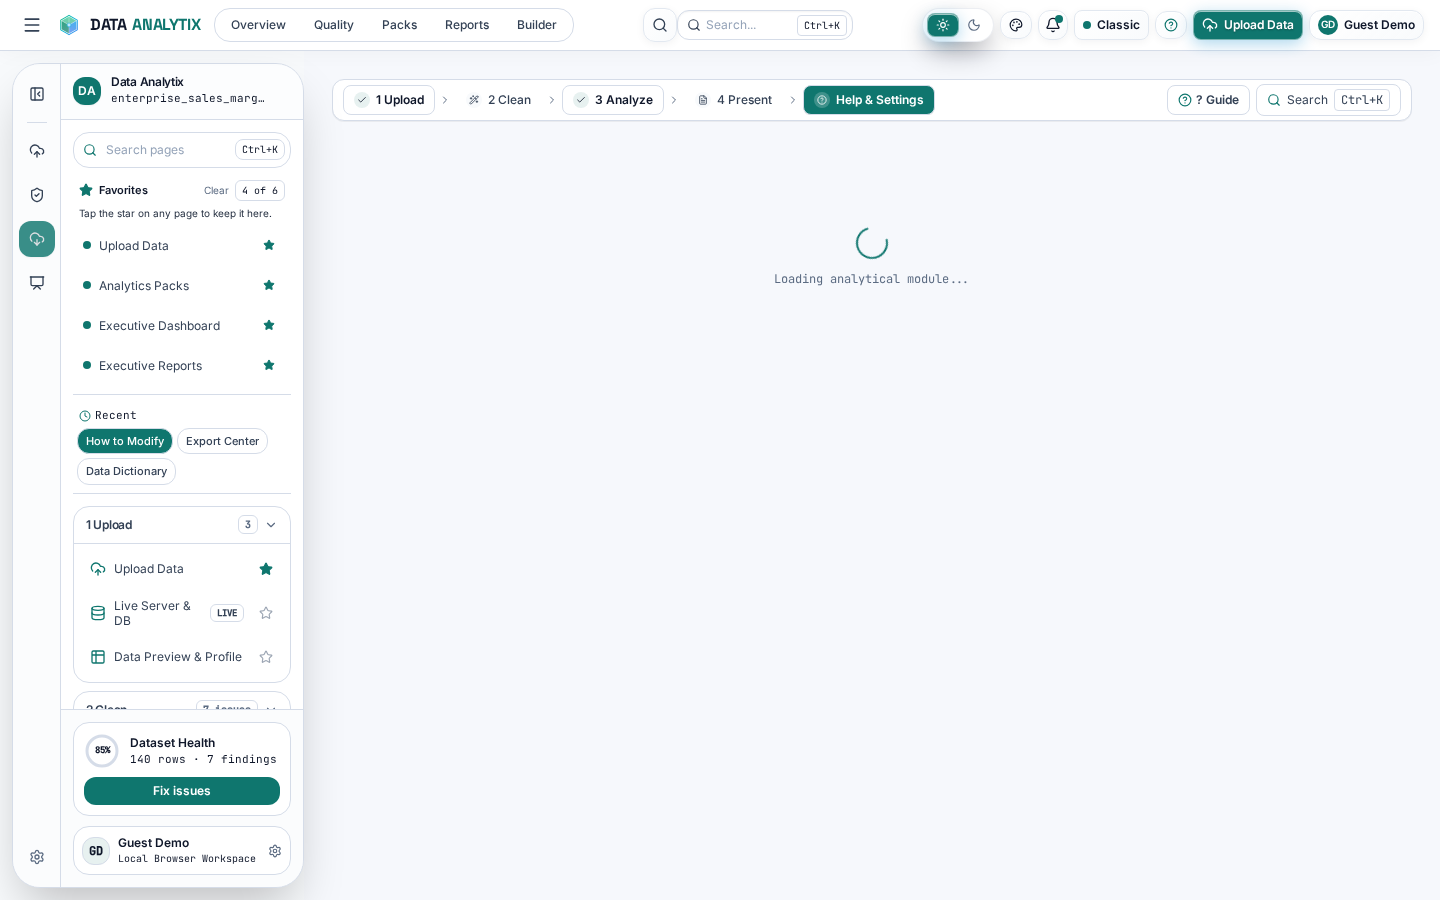 DATA ANALYTIX
Overview
Quality
Packs
Reports
Builder
Search...
Ctrl+K
Classic
Upload Data
GD
Guest Demo
DA
Data Analytix
enterprise_sales_marg…
Search pages
Ctrl+K
Favorites
Clear
4 of 6
Tap the star on any page to keep it here.
Upload Data
Analytics Packs
Executive Dashboard
Executive Reports
Recent
How to Modify
Export Center
Data Dictionary
1 Upload
3
Upload Data
Live Server &
DB
LIVE
Data Preview & Profile
2 Clean
7 issues
85%
Dataset Health
140 rows · 7 findings
Fix issues
GD
Guest Demo
Local Browser Workspace
1 Upload
2 Clean
3 Analyze
4 Present
Help & Settings
? Guide
Search
Ctrl+K
Loading analytical module...